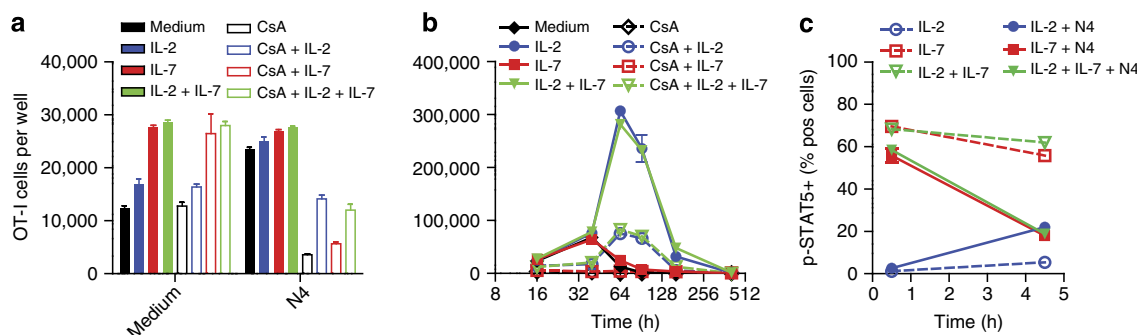 a
OT-I cells per well
Medium
IL-2
IL-7
IL-2 + IL-7
CsA
CsA + IL-2
CsA + IL-7
CsA + IL-2 + IL-7
40,000
30,000
20,000
10,000
0
Medium
N4
b
Medium
IL-2
IL-7
IL-2 + IL-7
CsA
CsA + IL-2
CsA + IL-7
CsA + IL-2 + IL-7
400,000
300,000
200,000
100,000
0
8 16 32 64 128 256 512
Time (h)
c
IL-2
IL-7
IL-2 + IL-7
IL-2 + N4
IL-7 + N4
IL-2 + IL-7 + N4
p-STAT5+ (% pos cells)
100
80
60
40
20
0
0 1 2 3 4 5
Time (h)